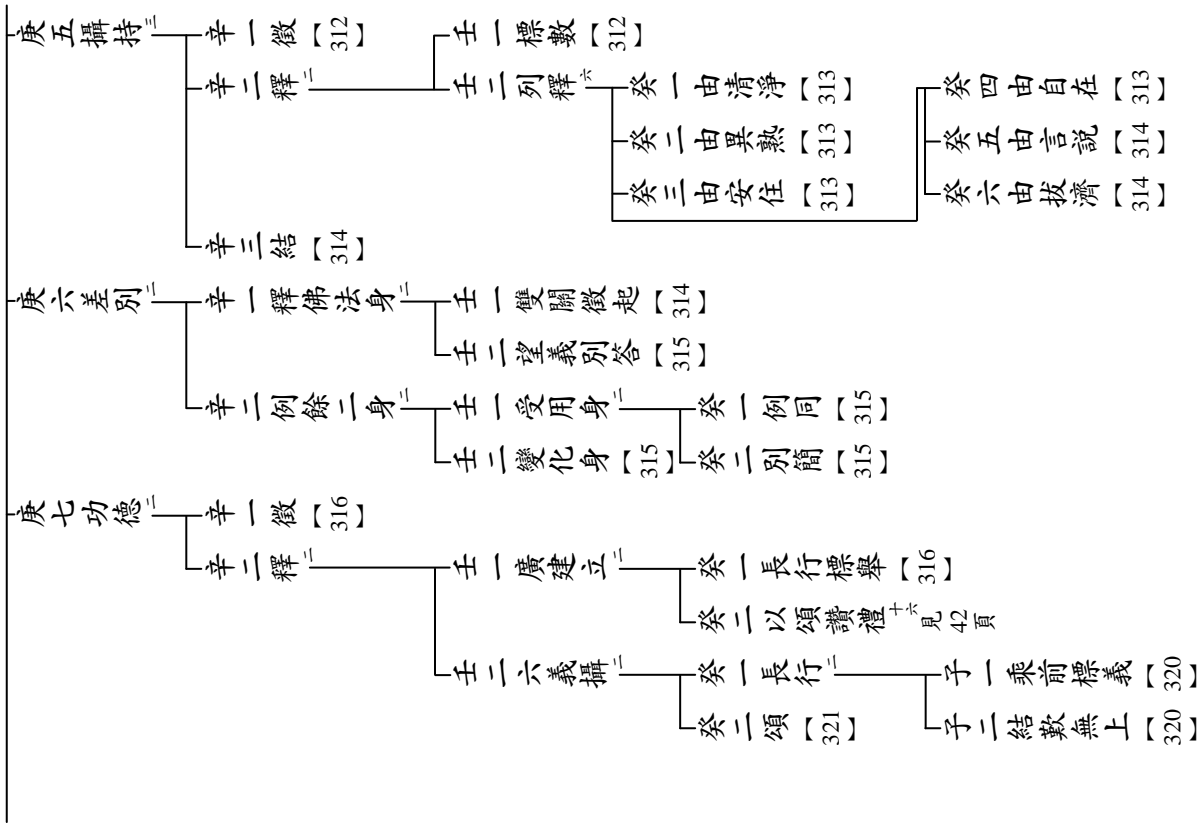 庚五攝持三
辛一徵【312】
辛二釋二
壬一標數【312】
壬二列釋六
癸一由清淨【313】
癸二由異熟【313】
癸三由安住【313】
癸四由自在【313】
癸五由言說【314】
癸六由拔濟【314】
辛三結【314】
庚六差別二
辛一釋佛法身二
壬一雙關徵起【314】
壬二望義別答【315】
辛二例餘二身二
壬一受用身二
癸一例同【315】
癸二別簡【315】
壬二變化身【315】
庚七功德二
辛一徵【316】
辛二釋二
壬一廣建立二
癸一長行標舉【316】
癸二以頌讚禮十六見42頁
壬二六義攝二
癸一長行二
子一乘前標義【320】
子二結歎無上【320】
癸二頌【321】